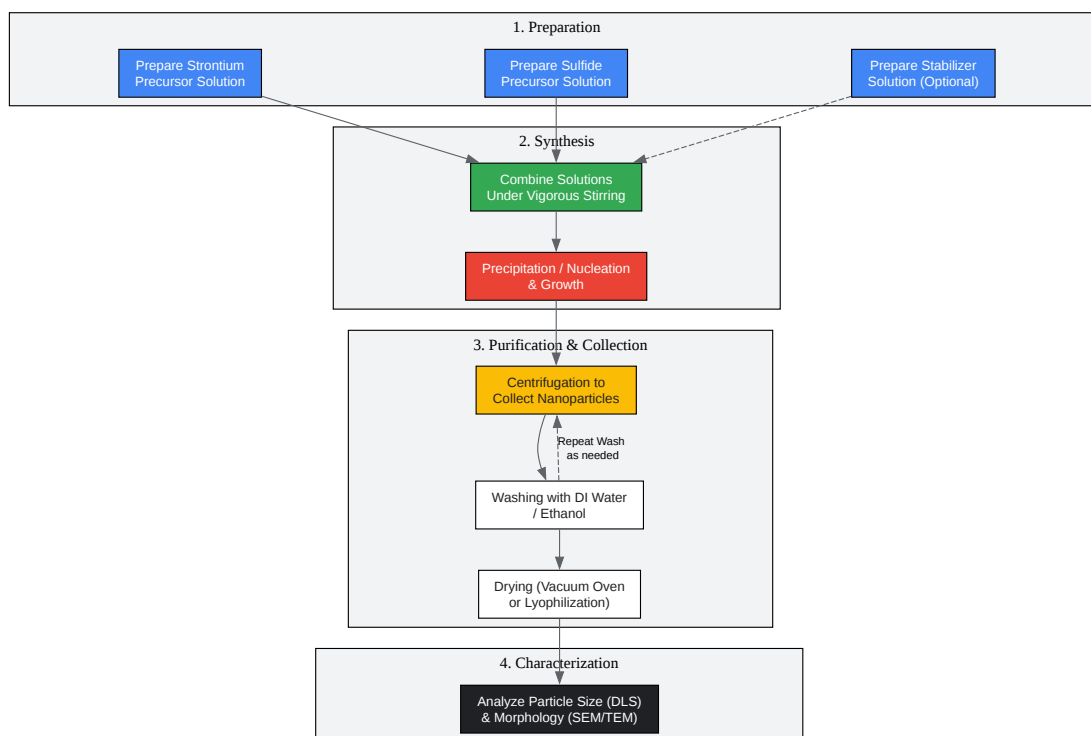 1. Preparation
Prepare Strontium
Precursor Solution
Prepare Sulfide
Precursor Solution
Prepare Stabilizer
Solution (Optional)
2. Synthesis
Combine Solutions
Under Vigorous Stirring
Precipitation / Nucleation
& Growth
3. Purification & Collection
Centrifugation to
Collect Nanoparticles
Repeat Wash
as needed
Washing with DI Water
/ Ethanol
Drying (Vacuum Oven
or Lyophilization)
4. Characterization
Analyze Particle Size (DLS)
& Morphology (SEM/TEM)